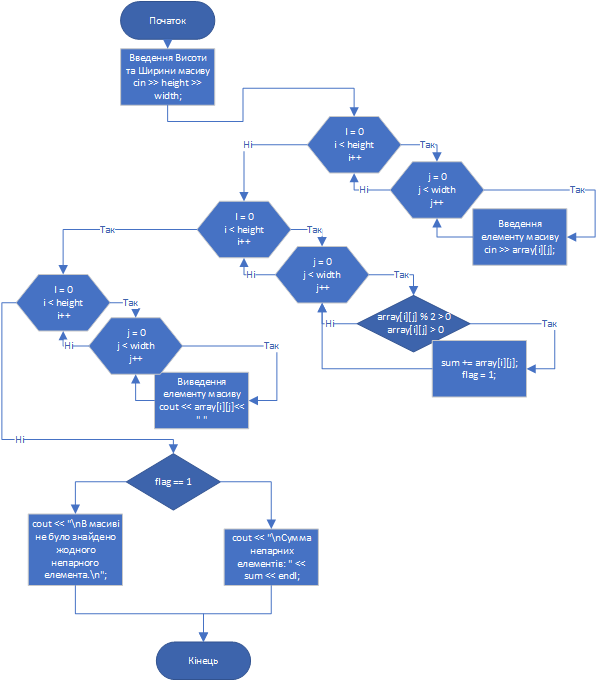 Початок
Введення Висоти
та Ширини масиву
cin >> height >>
width;
I = 0
i < height
i++
Ні
Так
j = 0
j < width
j++
Ні
Так
Введення
елементу масиву
cin >> array[i][j];
I = 0
i < height
i++
Так
Так
j = 0
j < width
j++
Ні
Так
array[i][j] % 2 > 0
array[i][j] > 0
Ні
Так
sum += array[i][j];
flag = 1;
I = 0
i < height
i++
Так
j = 0
j < width
j++
Ні
Так
Виведення
елементу масиву
cout << array[i][j]<<
" "
Ні
flag == 1
cout << "\nВ масиві
не було знайдено
жодного
непарного
елемента.\n";
cout << "\nСумма
непарних
елементів: " <<
sum << endl;
Кінець